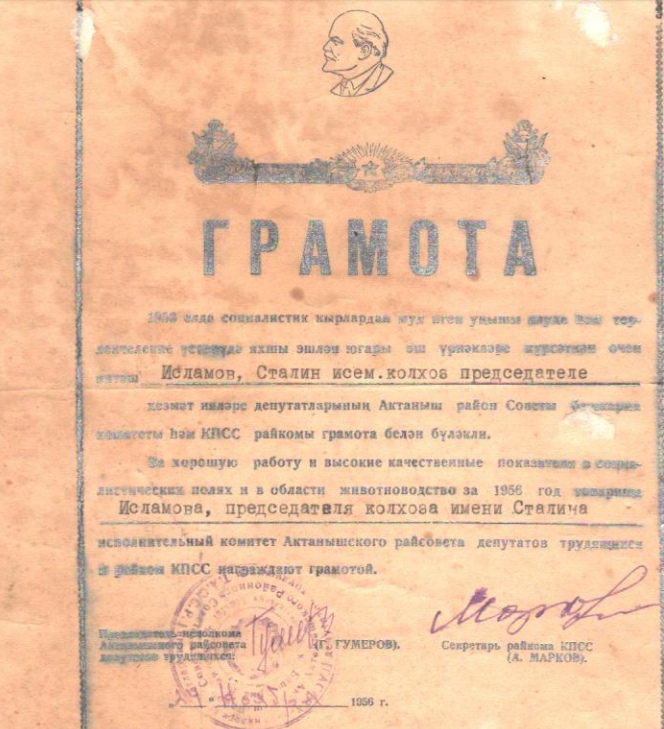 ГРАМОТА
1956 елда социалистик кырлардан мул иген уңышы алуда һәм тер-
лекчелекне үстерүдә яхшы эшләп югары эш үрнәкләре күрсәткән өчен
иптәш Исламов, Сталин исем.колхоз председателе
хезмәт ияләре депутатларының Актаныш район Советы башкарма
комитеты һәм КПСС райкомы грамота белән бүләкли.
За хорошую работу и высокие качественные показатели в социа-
листических полях и в области животноводство за 1956 год товарища
Исламова, председателя колхоза имени Сталина
исполнительный комитет Актанышского райсовета депутатов трудящихся
и райком КПСС награждают грамотой.
Председатель исполкома
Актанышского райсовета
депутатов трудящихся:
(Г. ГУМЕРОВ).
Секретарь райкома КПСС
(А. МАРКОВ).
1956 г.